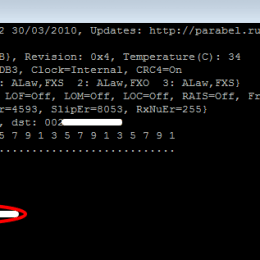 2 30/03/2010, Updates: http://parabel.ru
B}, Revision: 0x4, Temperature(C): 34
DB3, Clock=Internal, CRC4=On
: ALaw,FXS  2: ALaw,FXO  3: ALaw,FXS}
LOF=Off, LOM=Off, LOC=Off, RAIS=Off, Fr
r=4593, SlipEr=8053, RxNuEr=255}
, dst: 002
5 7 9 1 3 5 7 9 1 3 5 7 9 1
...........................